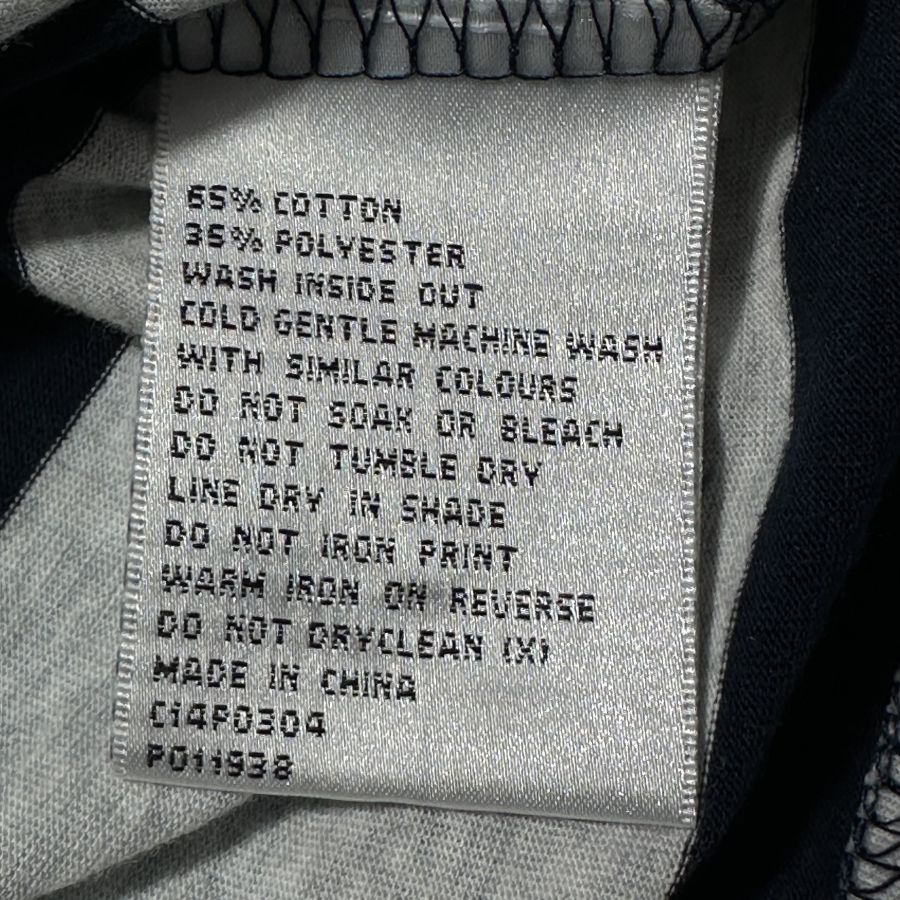 65% COTTON
35% POLYESTER
WASH INSIDE OUT
COLD GENTLE MACHINE WASH
WITH SIMILAR COLOURS
DO NOT SOAK OR BLEACH
DO NOT TUMBLE DRY
LINE DRY IN SHADE
DO NOT IRON PRINT
WARM IRON ON REVERSE
DO NOT DRYCLEAN (X)
MADE IN CHINA
C14P0304
PO11938